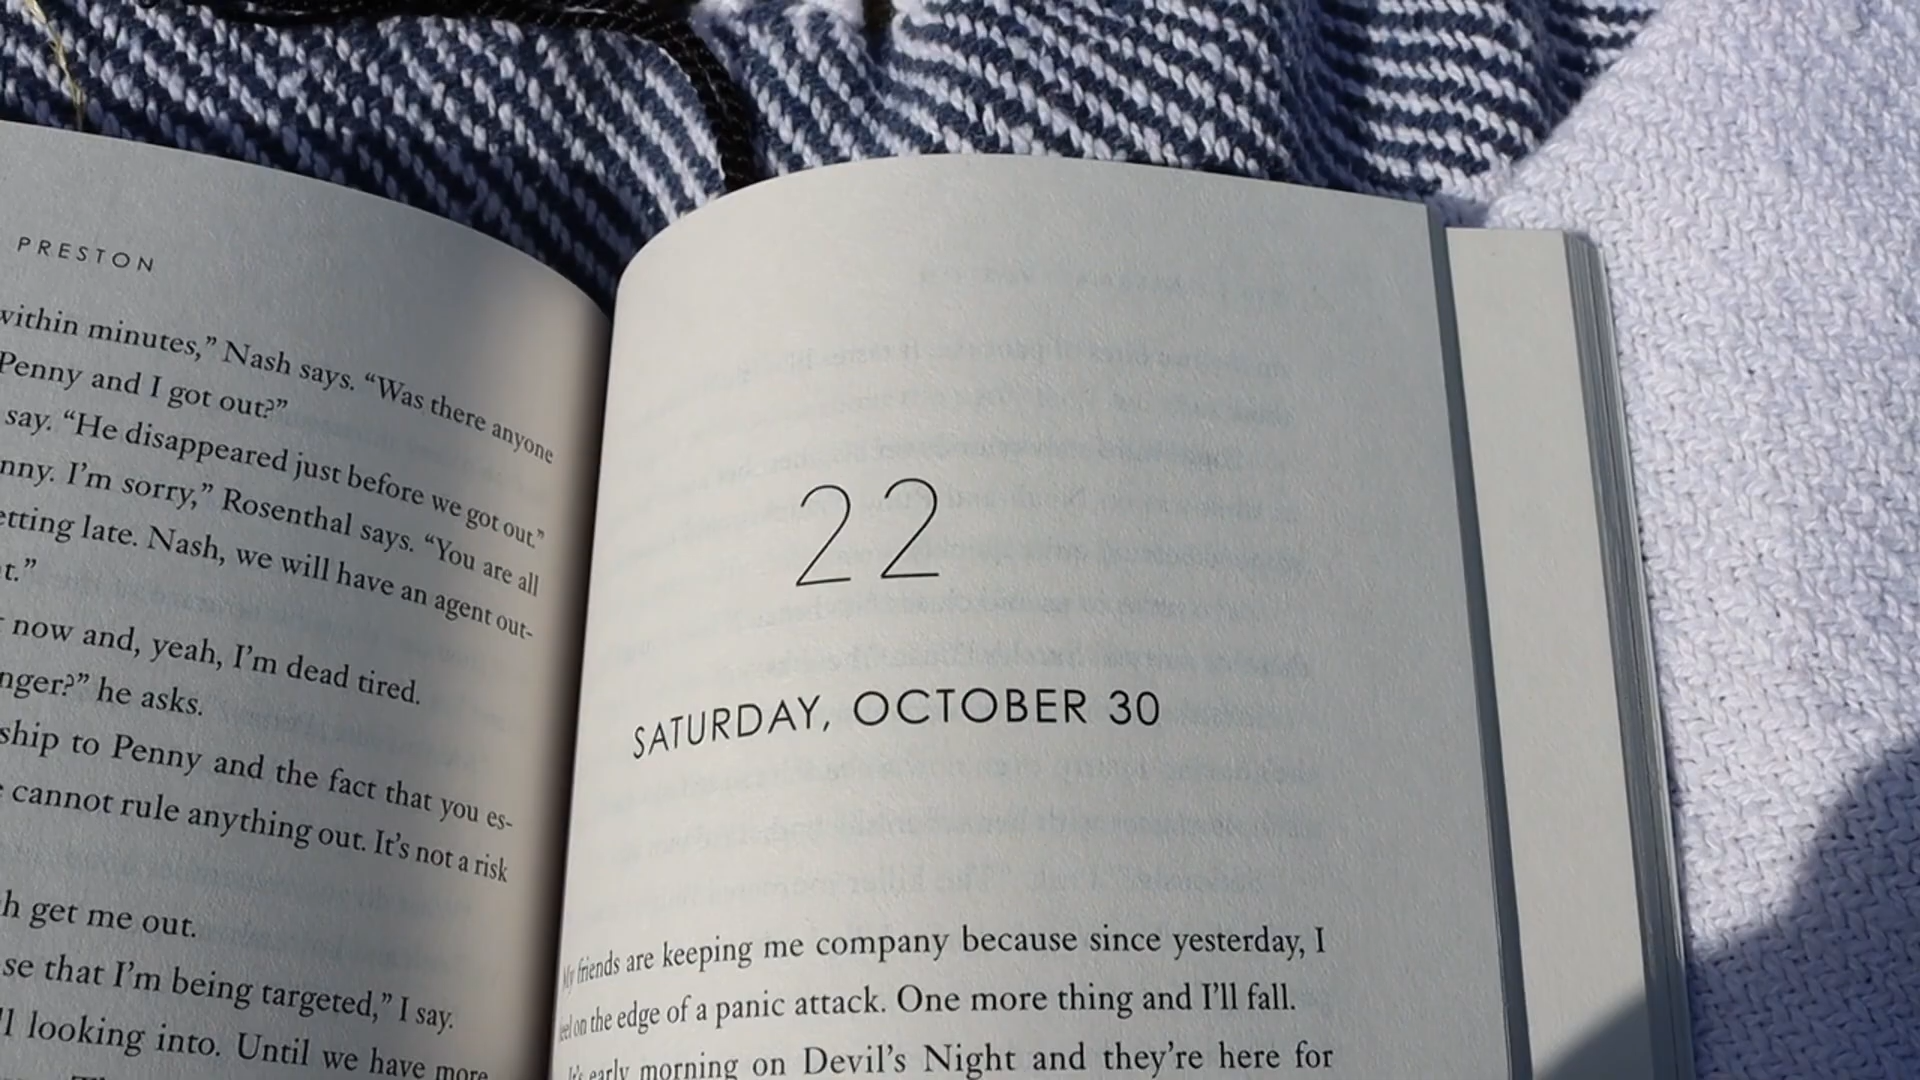 PRESTON
within minutes,” Nash says. “Was there anyone
Penny and I got out?”
say. “He disappeared just before we got out.”
nny. I’m sorry,” Rosenthal says. “You are all
etting late. Nash, we will have an agent out-
t.”
now and, yeah, I’m dead tired.
nger?” he asks.
ship to Penny and the fact that you es-
cannot rule anything out. It’s not a risk
h get me out.
se that I’m being targeted,” I say.
ll looking into. Until we have more
22
SATURDAY, OCTOBER 30
My friends are keeping me company because since yesterday, I
feel on the edge of a panic attack. One more thing and I’ll fall.
It’s early morning on Devil’s Night and they’re here for